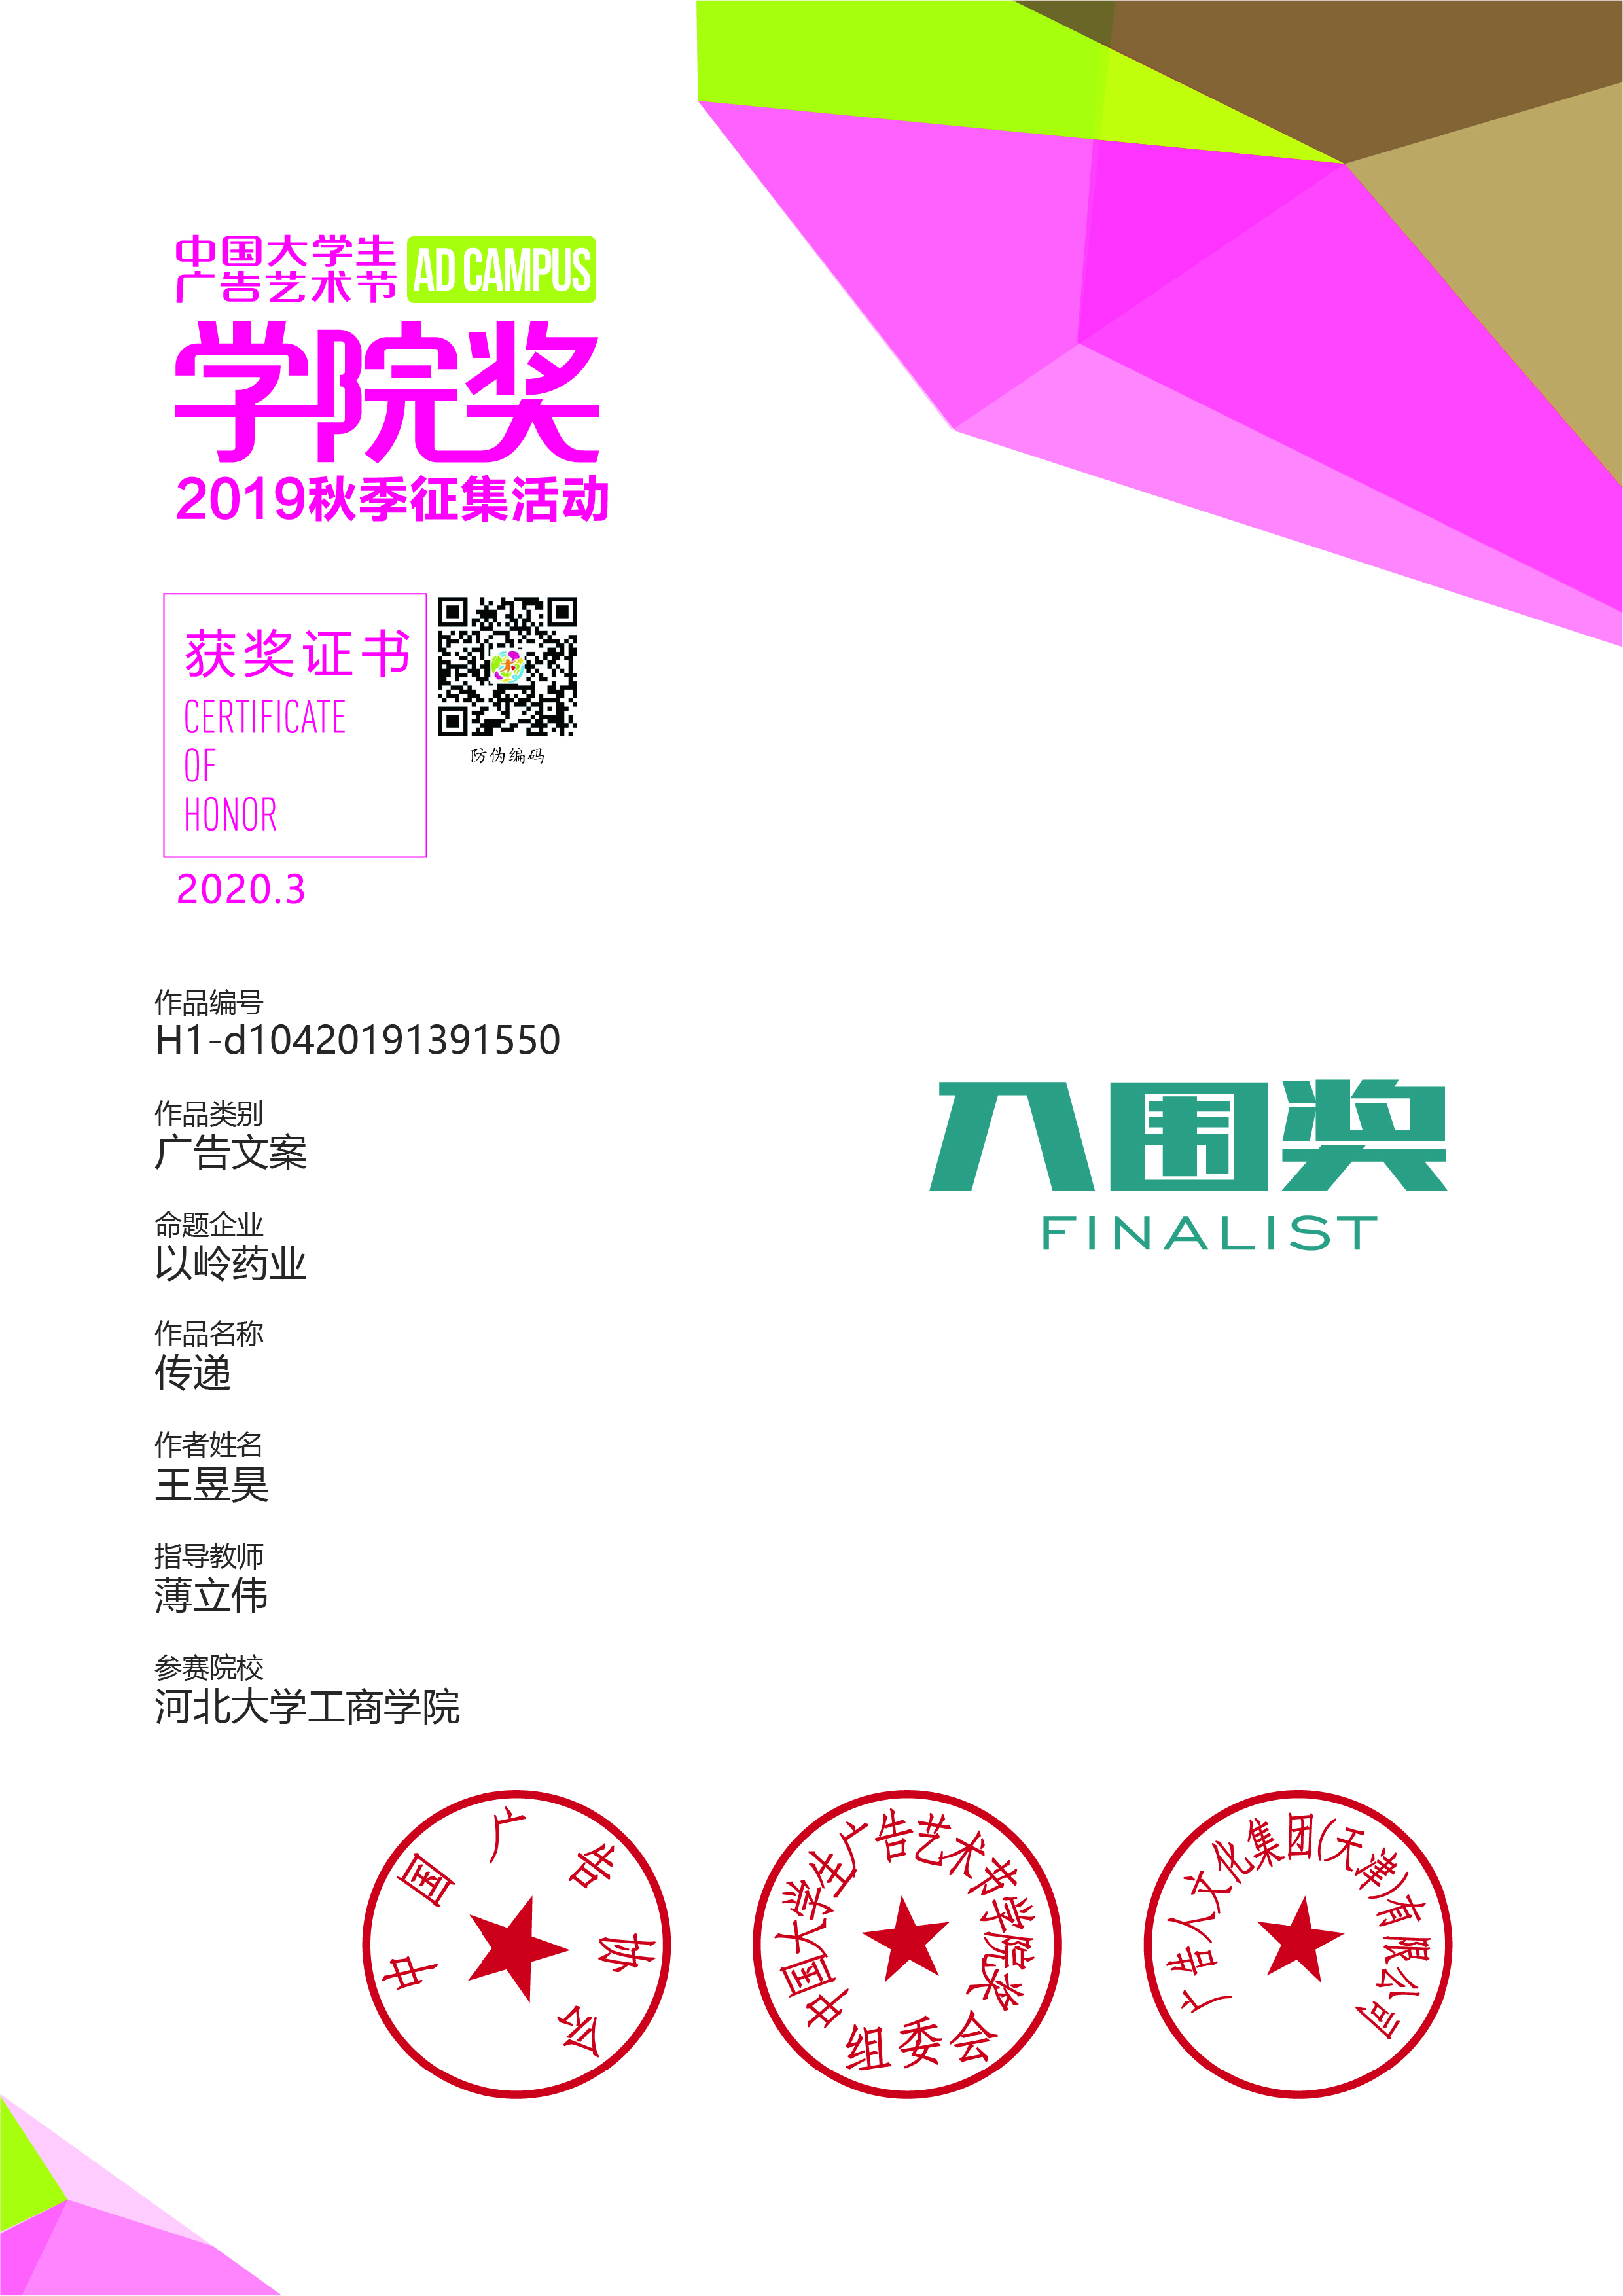 中国大学生
广告艺术节
AD CAMPUS
学院奖
2019秋季征集活动
获奖证书
CERTIFICATE
OF
HONOR
防伪编码
2020.3
作品编号
H1-d10420191391550
作品类别
广告文案
命题企业
以岭药业
作品名称
传递
作者姓名
王昱昊
指导教师
薄立伟
参赛院校
河北大学工商学院
入围奖
FINALIST
中国广告协会
中国大学生广告艺术节学院奖
组委会
广告人文化集团(天津)有限公司